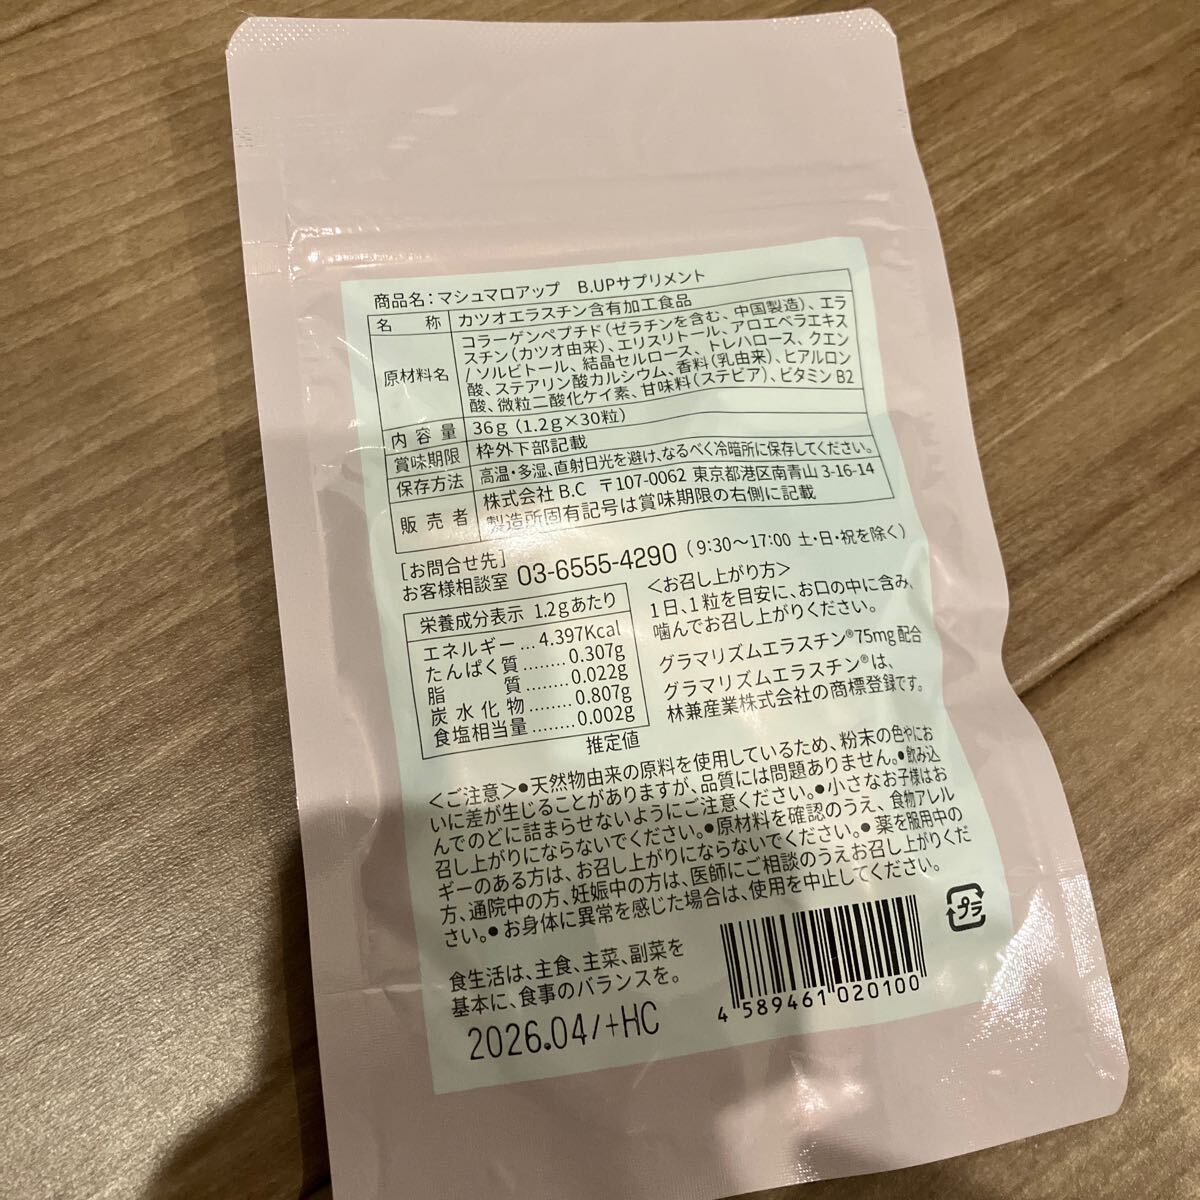 商品名:マシュマロアップ B.UPサプリメント
名称 カツオエラスチン含有加工食品
原材料名 コラーゲンペプチド(ゼラチンを含む、中国製造)、エラ
スチン(カツオ由来)、エリスリトール、アロエベラエキス
/ソルビトール、結晶セルロース、トレハロース、クエン
酸、ステアリン酸カルシウム、香料(乳由来)、ヒアルロン
酸、微粒二酸化ケイ素、甘味料(ステビア)、ビタミンB2
内容量 36g(1.2g×30粒)
賞味期限 枠外下部記載
保存方法 高温・多湿、直射日光を避け、なるべく冷暗所に保存してください。
販売者 株式会社 B.C 〒107-0062 東京都港区南青山 3-16-14
製造所固有記号は賞味期限の右側に記載
[お問合せ先]
お客様相談室 03-6555-4290 (9:30〜17:00 土・日・祝を除く)
栄養成分表示 1.2gあたり
エネルギー...4.397Kcal
たんぱく質.......0.307g
脂質.......0.022g
炭水化物.......0.807g
食塩相当量.......0.002g
推定値
<お召し上がり方>
1日、1粒を目安に、お口の中に含み、
噛んでお召し上がりください。
グラマリズムエラスチン®75mg配合
グラマリズムエラスチン®は、
林兼産業株式会社の商標登録です。
<ご注意>●天然物由来の原料を使用しているため、粉末の色やにお
いに差が生じることがありますが、品質には問題ありません。●飲み込
んでのどに詰まらせないようにご注意ください。●小さなお子様はお
召し上がりにならないでください。●原材料を確認のうえ、食物アレル
ギーのある方は、お召し上がりにならないでください。●薬を服用中の
方、通院中の方、妊娠中の方は、医師にご相談のうえお召し上がりくだ
さい。●お身体に異常を感じた場合は、使用を中止してください。
プラ
食生活は、主食、主菜、副菜を
基本に、食事のバランスを。
2026.04/+HC
4 589461 020100